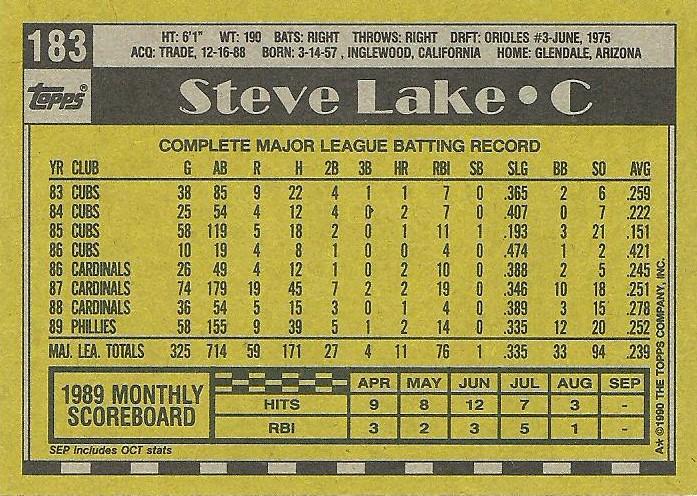 183
HT: 6'1" WT: 190 BATS: RIGHT THROWS: RIGHT DRFT: ORIOLES #3-JUNE, 1975
ACQ: TRADE, 12-16-88 BORN: 3-14-57 , INGLEWOOD, CALIFORNIA HOME: GLENDALE, ARIZONA
TOPPS®
Steve Lake • C
COMPLETE MAJOR LEAGUE BATTING RECORD
YR CLUB G AB R H 2B 3B HR RBI SB SLG BB SO AVG
83 CUBS 38 85 9 22 4 1 1 7 0 .365 2 6 .259
84 CUBS 25 54 4 12 4 0 2 7 0 .407 0 7 .222
85 CUBS 58 119 5 18 2 0 1 11 1 .193 3 21 .151
86 CUBS 10 19 4 8 1 0 0 4 0 .474 1 2 .421
86 CARDINALS 26 49 4 12 1 0 2 10 0 .388 2 5 .245
87 CARDINALS 74 179 19 45 7 2 2 19 0 .346 10 18 .251
88 CARDINALS 36 54 5 15 3 0 1 4 0 .389 3 15 .278
89 PHILLIES 58 155 9 39 5 1 2 14 0 .335 12 20 .252
MAJ. LEA. TOTALS 325 714 59 171 27 4 11 76 1 .335 33 94 .239
1989 MONTHLY SCOREBOARD
APR MAY JUN JUL AUG SEP
HITS 9 8 12 7 3 -
RBI 3 2 3 5 1 -
SEP includes OCT stats
A* ©1990 THE TOPPS COMPANY, INC.
183